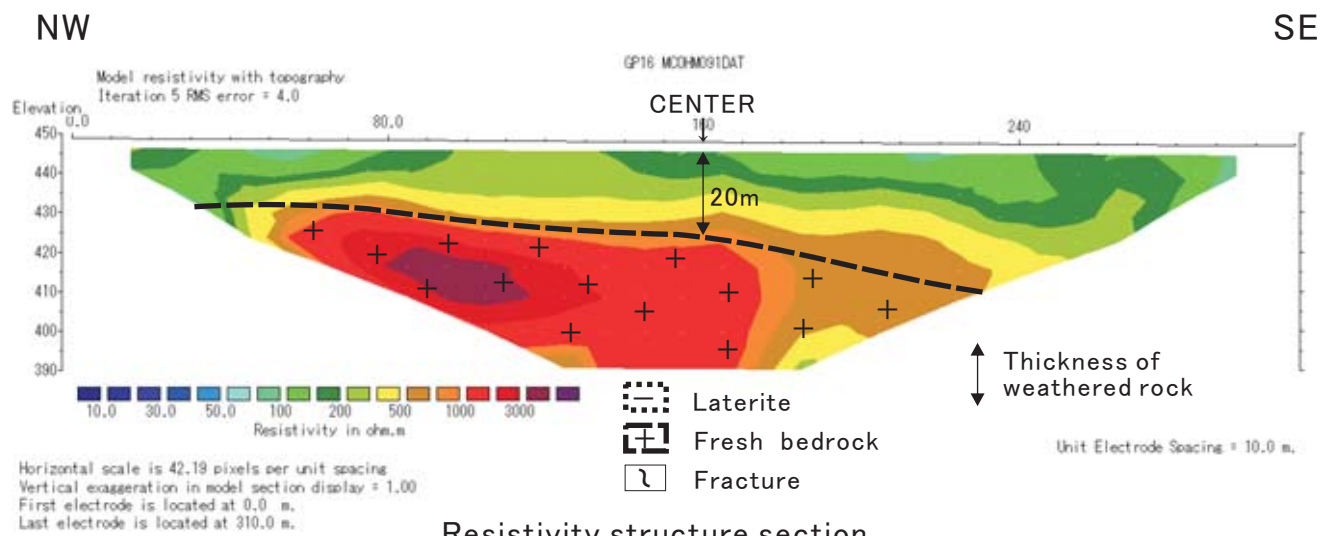 NW
SE
GP16 MCOHM091DAT
Model resistivity with topography
Iteration 5 RMS error = 4.0
CENTER
Elevation
0.0
80.0
160
240
450
440
430
420
410
400
390
20m
10.0 30.0 50.0 100 200 500 1000 3000
Resistivity in ohm.m
Thickness of
weathered rock
Laterite
Fresh bedrock
Fracture
Unit Electrode Spacing = 10.0 m.
Horizontal scale is 42.19 pixels per unit spacing
Vertical exaggeration in model section display = 1.00
First electrode is located at 0.0 m.
Last electrode is located at 310.0 m.
Resistivity structure section